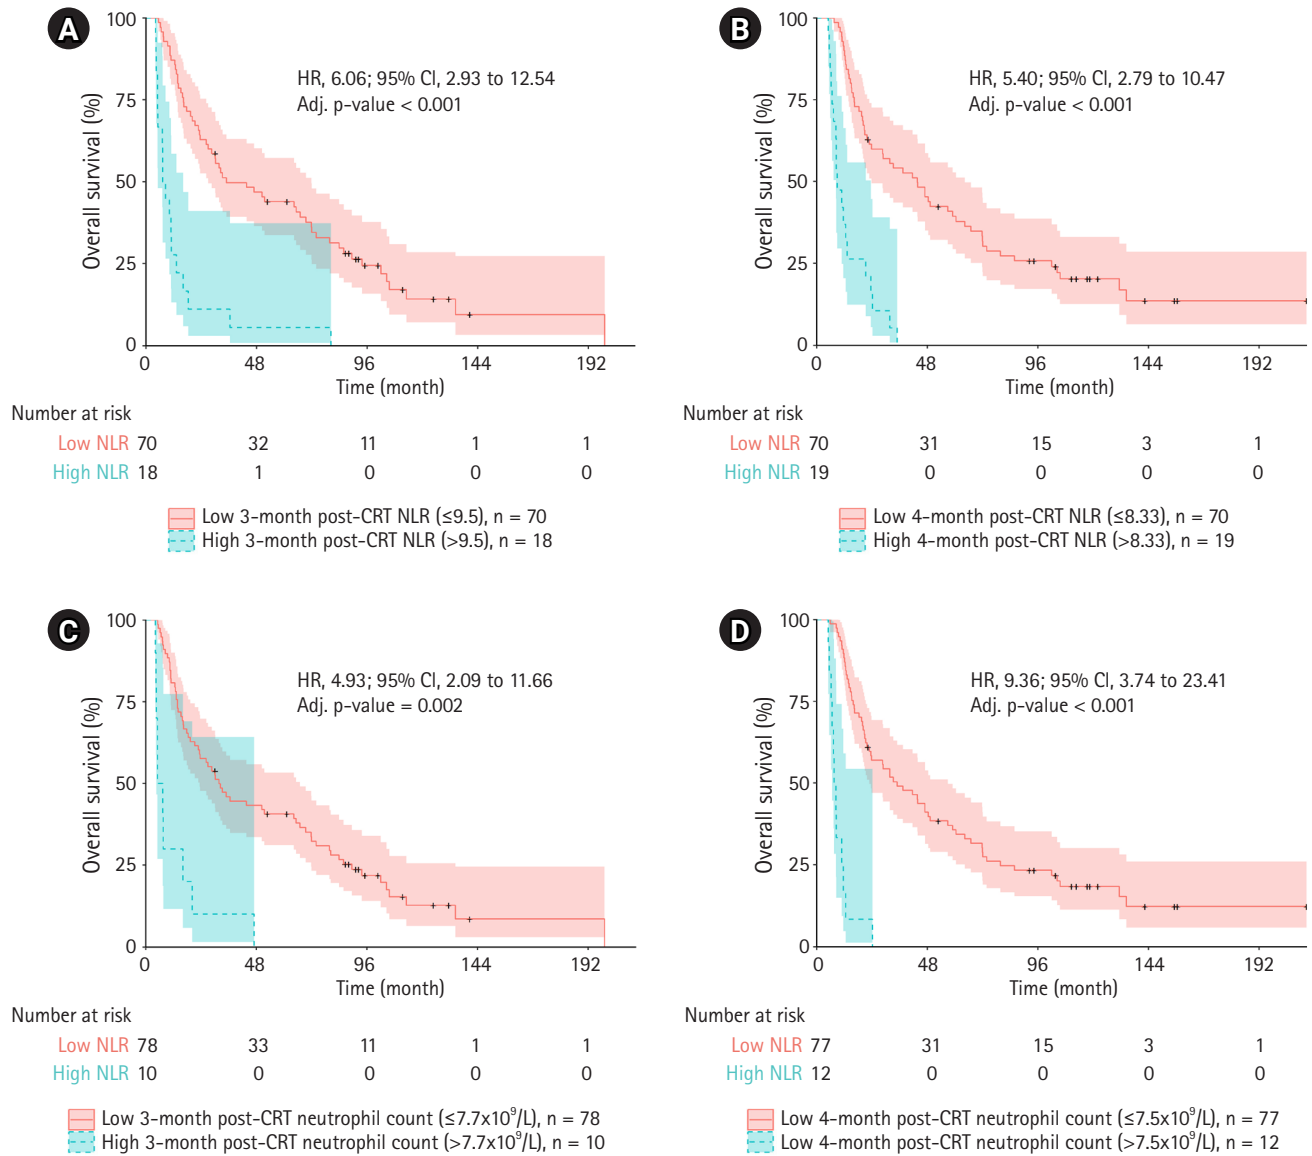 A
100
75
50
25
0
Overall survival (%)
HR, 6.06; 95% CI, 2.93 to 12.54
Adj. p-value < 0.001
0 48 96 144 192
Time (month)
Number at risk
Low NLR 70 32 11 1 1
High NLR 18 1 0 0 0
Low 3-month post-CRT NLR (≤9.5), n = 70
High 3-month post-CRT NLR (>9.5), n = 18
B
100
75
50
25
0
Overall survival (%)
HR, 5.40; 95% CI, 2.79 to 10.47
Adj. p-value < 0.001
0 48 96 144 192
Time (month)
Number at risk
Low NLR 70 31 15 3 1
High NLR 19 0 0 0 0
Low 4-month post-CRT NLR (≤8.33), n = 70
High 4-month post-CRT NLR (>8.33), n = 19
C
100
75
50
25
0
Overall survival (%)
HR, 4.93; 95% CI, 2.09 to 11.66
Adj. p-value = 0.002
0 48 96 144 192
Time (month)
Number at risk
Low NLR 78 33 11 1 1
High NLR 10 0 0 0 0
Low 3-month post-CRT neutrophil count (≤7.7x10⁹/L), n = 78
High 3-month post-CRT neutrophil count (>7.7x10⁹/L), n = 10
D
100
75
50
25
0
Overall survival (%)
HR, 9.36; 95% CI, 3.74 to 23.41
Adj. p-value < 0.001
0 48 96 144 192
Time (month)
Number at risk
Low NLR 77 31 15 3 1
High NLR 12 0 0 0 0
Low 4-month post-CRT neutrophil count (≤7.5x10⁹/L), n = 77
Low 4-month post-CRT neutrophil count (>7.5x10⁹/L), n = 12